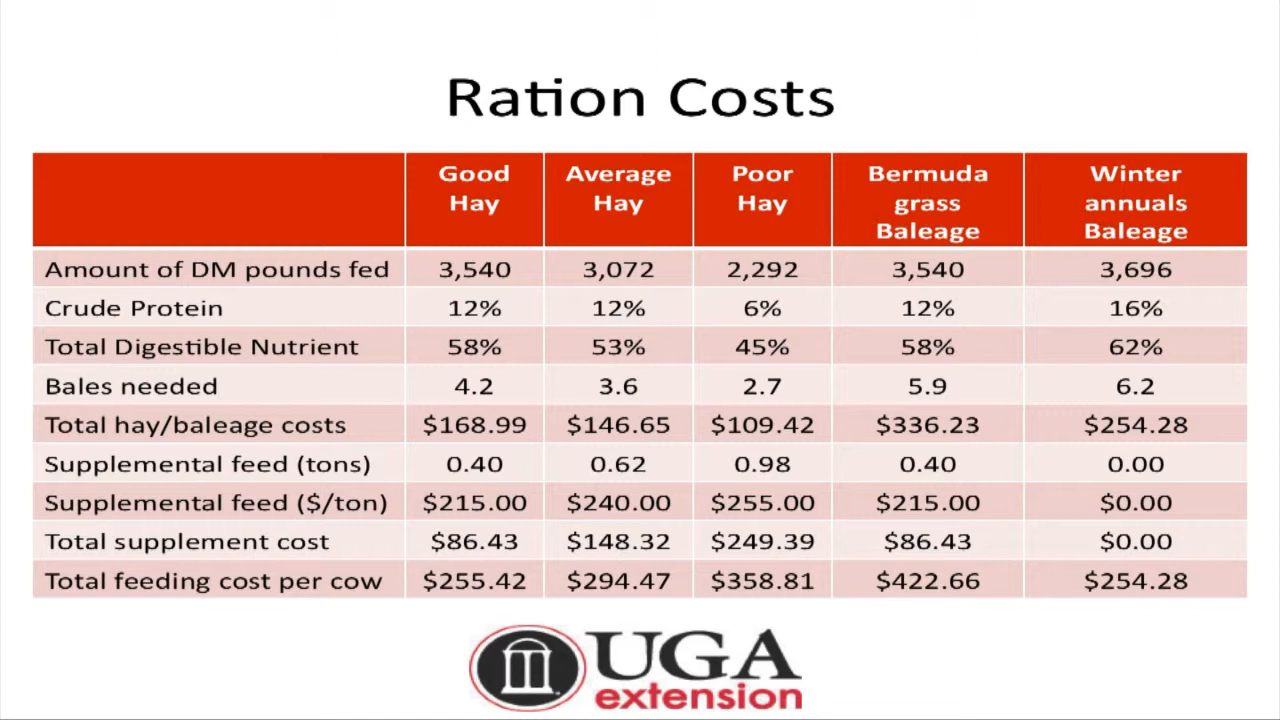 Ration Costs
Good Hay Average Hay Poor Hay Bermuda grass Baleage Winter annuals Baleage
Amount of DM pounds fed 3,540 3,072 2,292 3,540 3,696
Crude Protein 12% 12% 6% 12% 16%
Total Digestible Nutrient 58% 53% 45% 58% 62%
Bales needed 4.2 3.6 2.7 5.9 6.2
Total hay/baleage costs $168.99 $146.65 $109.42 $336.23 $254.28
Supplemental feed (tons) 0.40 0.62 0.98 0.40 0.00
Supplemental feed ($/ton) $215.00 $240.00 $255.00 $215.00 $0.00
Total supplement cost $86.43 $148.32 $249.39 $86.43 $0.00
Total feeding cost per cow $255.42 $294.47 $358.81 $422.66 $254.28
UGA
extension